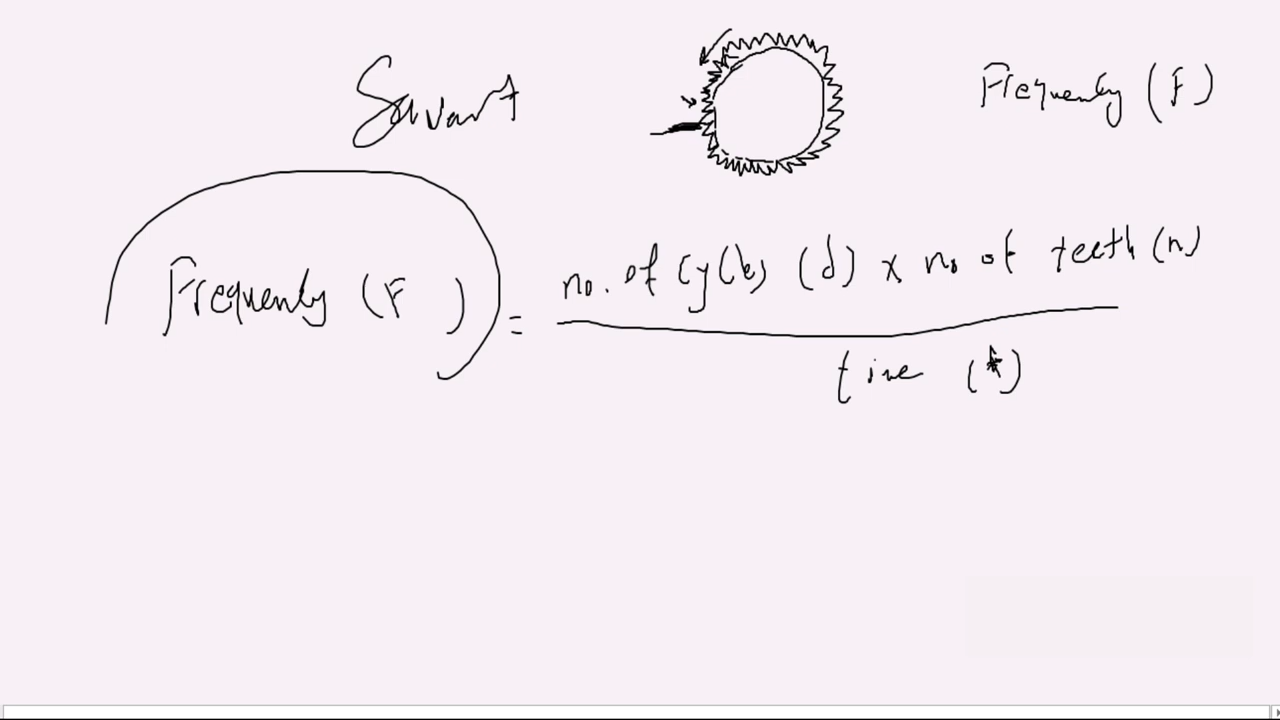 Savart
Frequency (F)
Frequency (F) = no. of cycles (d) x no of teeth (n)
time (t)